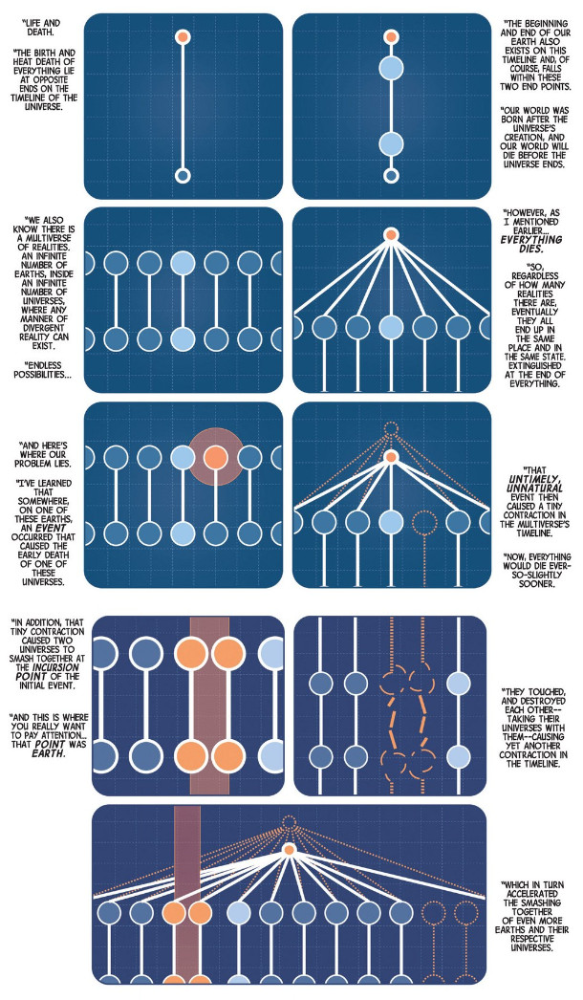 "LIFE AND
DEATH.
"THE BIRTH AND
HEAT DEATH OF
EVERYTHING LIE
AT OPPOSITE
ENDS ON THE
TIMELINE OF THE
UNIVERSE.
"THE BEGINNING
AND END OF OUR
EARTH ALSO
EXISTS ON THIS
TIMELINE AND, OF
COURSE, FALLS
WITHIN THESE
TWO END POINTS.
"OUR WORLD WAS
BORN AFTER THE
UNIVERSE'S
CREATION, AND
OUR WORLD WILL
DIE BEFORE THE
UNIVERSE ENDS.
"WE ALSO
KNOW THERE IS
A MULTIVERSE
OF REALITIES.
AN INFINITE
NUMBER OF
EARTHS, INSIDE
AN INFINITE
NUMBER OF
UNIVERSES,
WHERE ANY
MANNER OF
DIVERGENT
REALITY CAN
EXIST.
"ENDLESS
POSSIBILITIES...
"HOWEVER, AS
I MENTIONED
EARLIER...
EVERYTHING
DIES.
"SO,
REGARDLESS
OF HOW MANY
REALITIES
THERE ARE,
EVENTUALLY
THEY ALL
END UP IN
THE SAME
PLACE AND IN
THE SAME STATE.
EXTINGUISHED
AT THE END OF
EVERYTHING.
"AND HERE'S
WHERE OUR
PROBLEM LIES.
"I'VE LEARNED
THAT
SOMEWHERE,
ON ONE OF
THESE EARTHS,
AN EVENT
OCCURRED THAT
CAUSED THE
EARLY DEATH
OF ONE OF
THESE
UNIVERSES.
"THAT
UNTIMELY,
UNNATURAL
EVENT THEN
CAUSED A TINY
CONTRACTION IN
THE MULTIVERSE'S
TIMELINE.
"NOW, EVERYTHING
WOULD DIE EVER-
SO-SLIGHTLY
SOONER.
"IN ADDITION, THAT
TINY CONTRACTION
CAUSED TWO
UNIVERSES TO
SMASH TOGETHER AT
THE INCURSION
POINT OF THE
INITIAL EVENT.
"AND THIS IS WHERE
YOU REALLY WANT
TO PAY ATTENTION...
THAT POINT WAS
EARTH.
"THEY TOUCHED,
AND DESTROYED
EACH OTHER--
TAKING THEIR
UNIVERSES WITH
THEM--CAUSING
YET ANOTHER
CONTRACTION IN
THE TIMELINE.
"WHICH IN TURN
ACCELERATED
THE SMASHING
TOGETHER
OF EVEN MORE
EARTHS AND THEIR
RESPECTIVE
UNIVERSES.